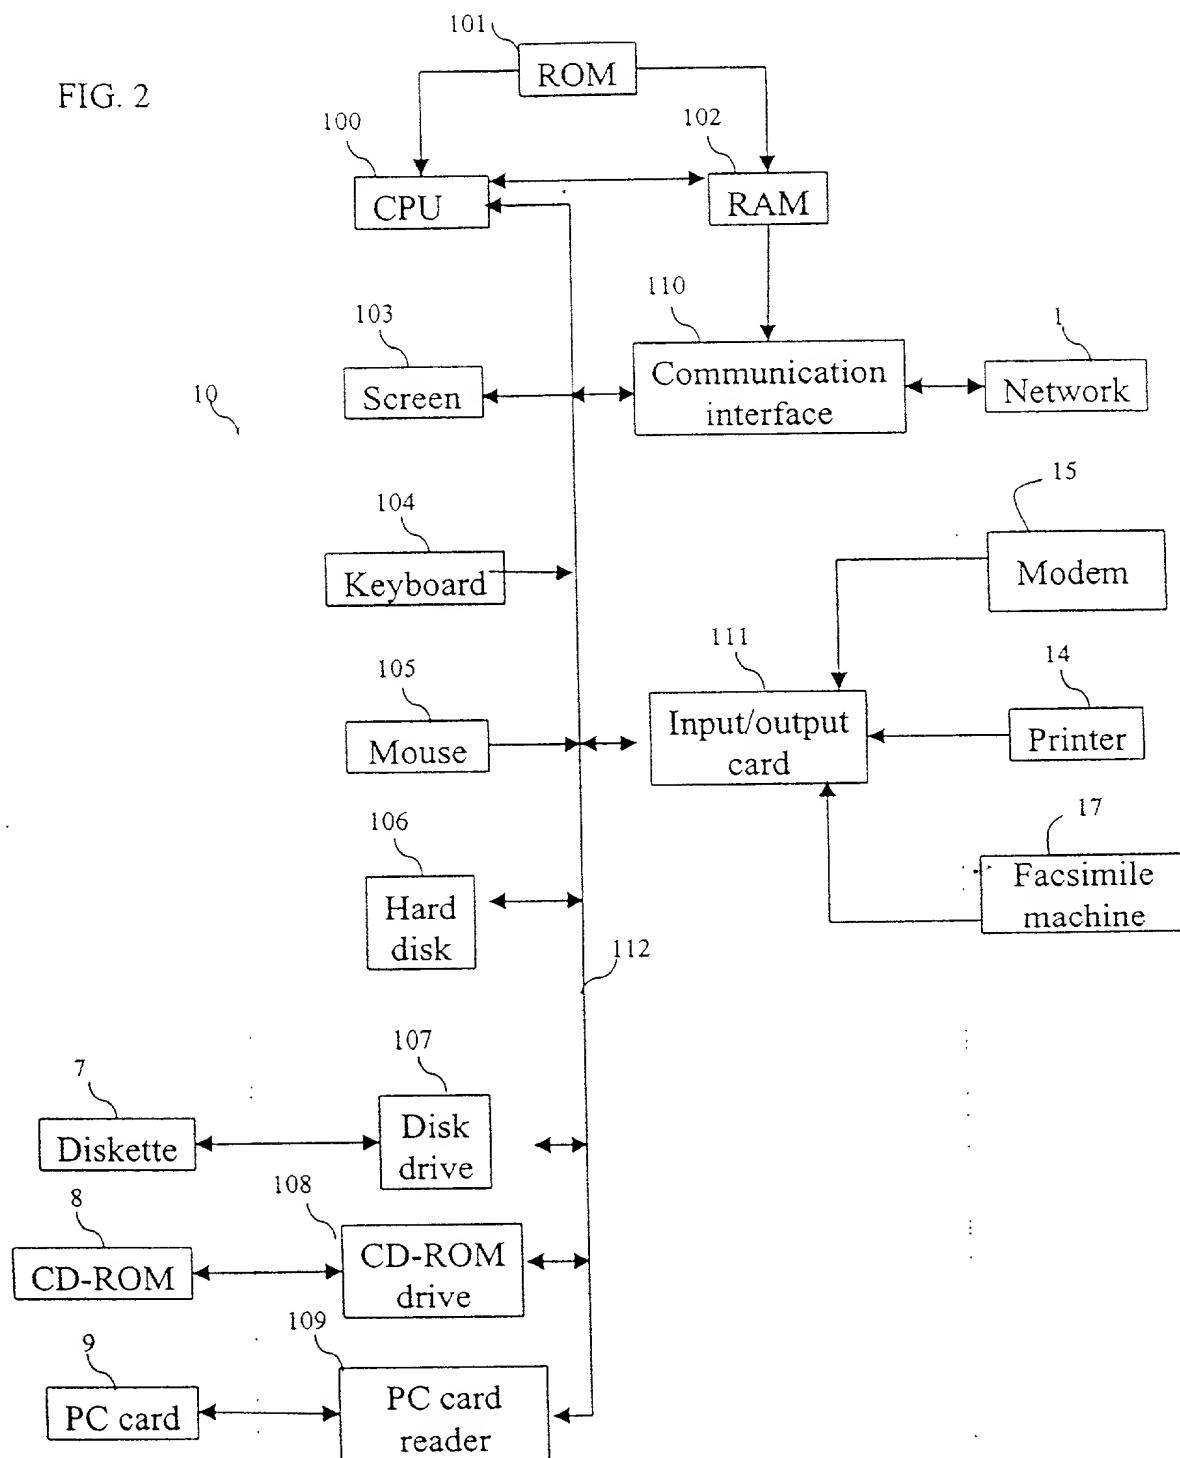 101
ROM
FIG. 2
100
102
CPU
RAM
103
110
1
Screen
Communication
interface
Network
10
104
15
Keyboard
Modem
105
111
14
Mouse
Input/output
card
Printer
106
17
Hard
disk
Facsimile
machine
112
7
107
Diskette
Disk
drive
8
108
CD-ROM
CD-ROM
drive
9
109
PC card
PC card
reader